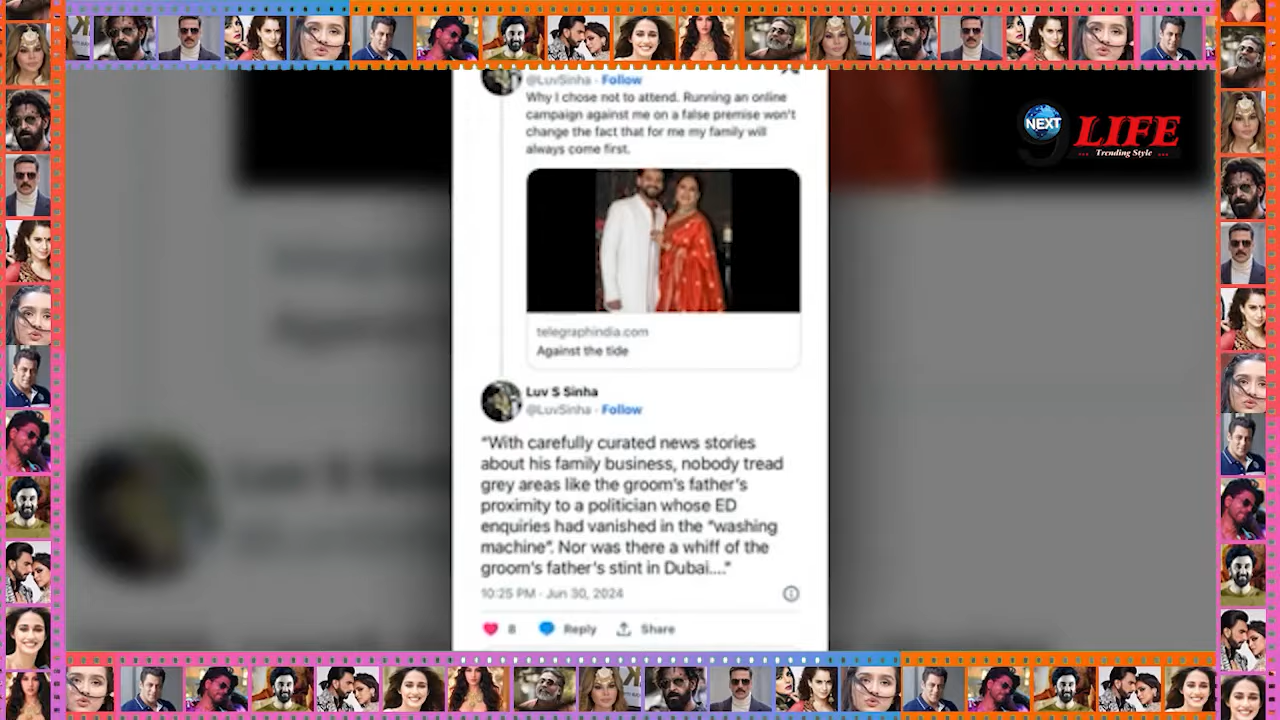 @LuvSinha · Follow
Why I chose not to attend. Running an online
campaign against me on a false premise won't
change the fact that for me my family will
always come first.
NEXT
9 LIFE
... Trending Style ...
telegraphindia.com
Against the tide
Luv S Sinha
@LuvSinha · Follow
“With carefully curated news stories
about his family business, nobody tread
grey areas like the groom's father's
proximity to a politician whose ED
enquiries had vanished in the “washing
machine”. Nor was there a whiff of the
groom's father's stint in Dubai....”
10:25 PM · Jun 30, 2024
8 Reply Share